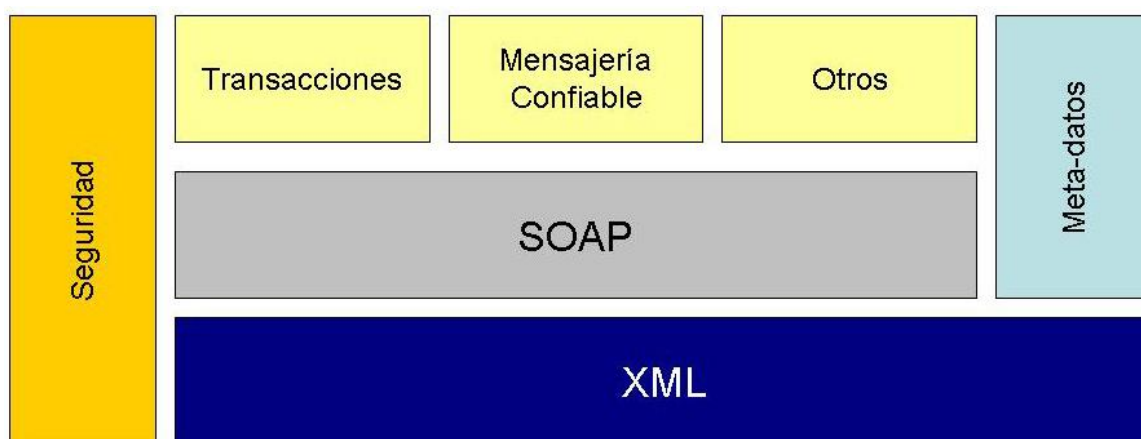 Seguridad
Transacciones
Mensajería
Confiable
Otros
Meta-datos
SOAP
XML